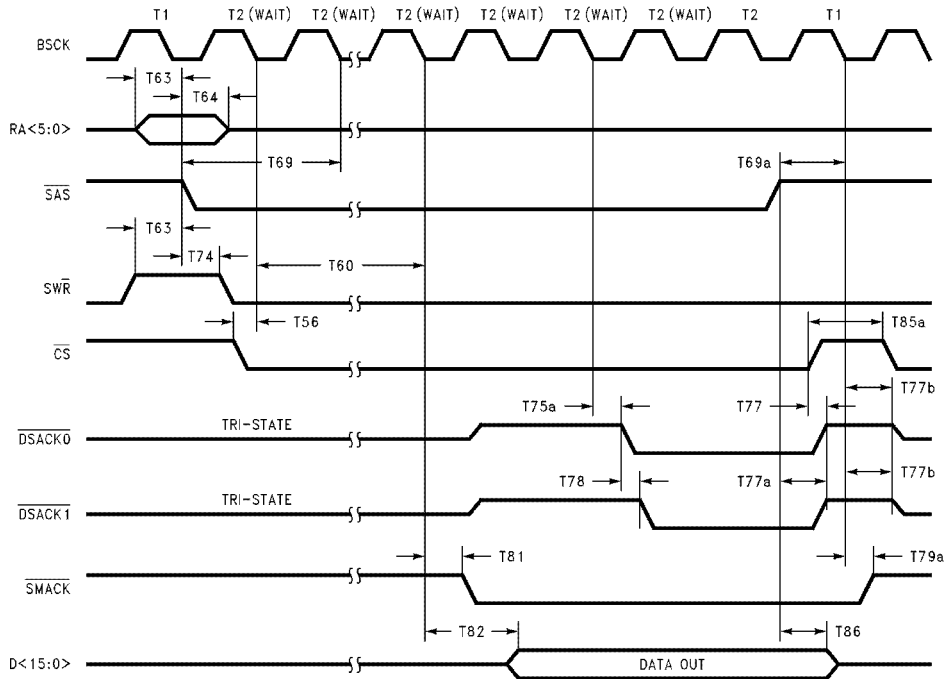 T1 T2 (WAIT) T2 (WAIT) T2 (WAIT) T2 (WAIT) T2 (WAIT) T2 (WAIT) T2 T1
BSCK
T63
T64
RA<5:0>
T69 T69a
SAS
T63
T74
T60
SWR
T56 T85a
CS
T77b
T75a T77
TRI-STATE
DSACK0
T77b
T78 T77a
TRI-STATE
DSACK1
T81 T79a
SMACK
T82 T86
D<15:0> DATA OUT